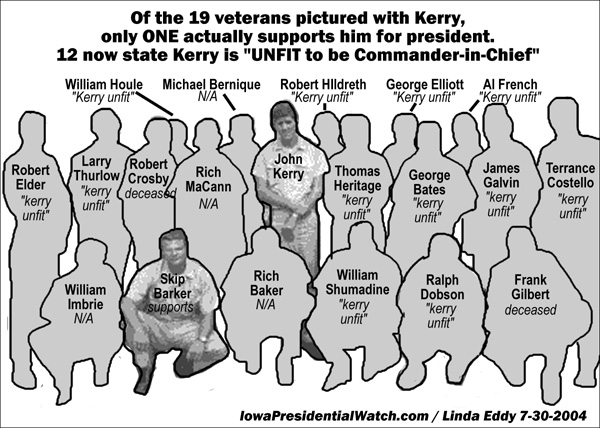 Of the 19 veterans pictured with Kerry,
only ONE actually supports him for president.
12 now state Kerry is "UNFIT to be Commander-in-Chief"
William Houle
"Kerry unfit"
Michael Bernique
N/A
Robert HIldreth
"Kerry unfit"
George Elliott
"Kerry unfit"
Al French
"Kerry unfit"
Robert
Elder
"kerry
unfit"
Larry
Thurlow
"kerry
unfit"
Robert
Crosby
deceased
Rich
MaCann
N/A
John
Kerry
Thomas
Heritage
"kerry
unfit"
George
Bates
"kerry
unfit"
James
Galvin
"kerry
unfit"
Terrance
Costello
"kerry
unfit"
William
Imbrie
N/A
Skip
Barker
supports
Rich
Baker
N/A
William
Shumadine
"kerry
unfit"
Ralph
Dobson
"kerry
unfit"
Frank
Gilbert
deceased
IowaPresidentialWatch.com / Linda Eddy 7-30-2004